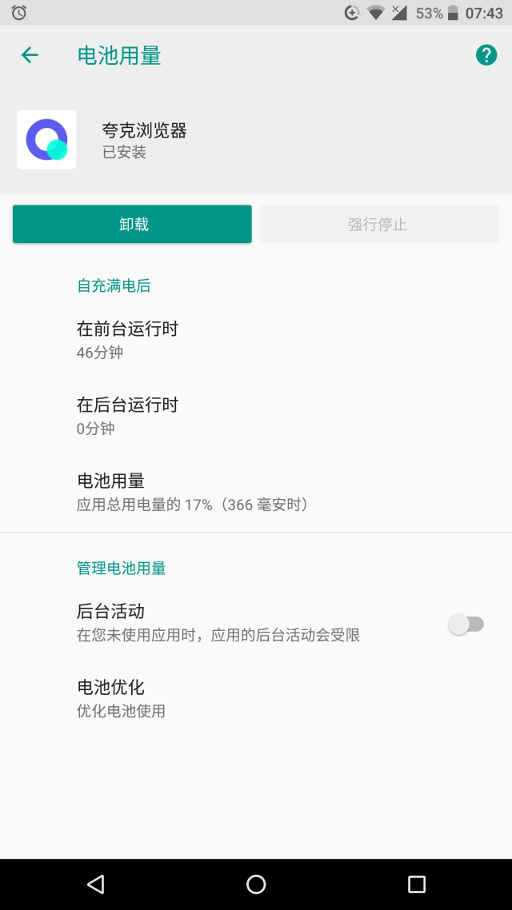 53% 07:43
电池用量
夸克浏览器
已安装
卸载 强行停止
自充满电后
在前台运行时
46分钟
在后台运行时
0分钟
电池用量
应用总用电量的 17%（366 毫安时）
管理电池用量
后台活动
在您未使用应用时，应用的后台活动会受限
电池优化
优化电池使用